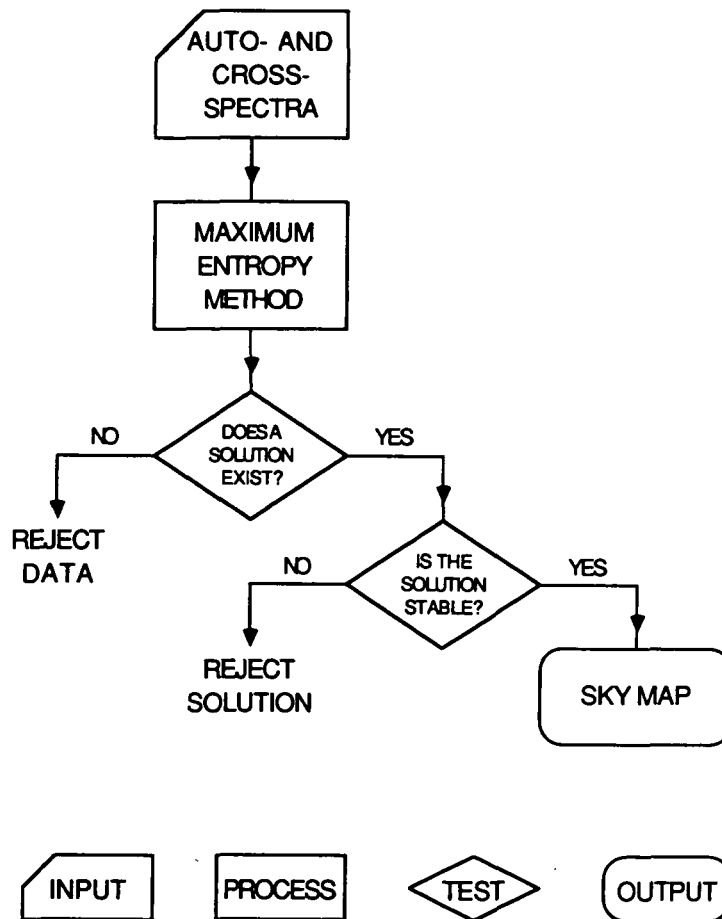 AUTO- AND
CROSS-
SPECTRA
MAXIMUM
ENTROPY
METHOD
DOES A
SOLUTION
EXIST?
NO
YES
REJECT
DATA
IS THE
SOLUTION
STABLE?
NO
YES
REJECT
SOLUTION
SKY MAP
INPUT
PROCESS
TEST
OUTPUT